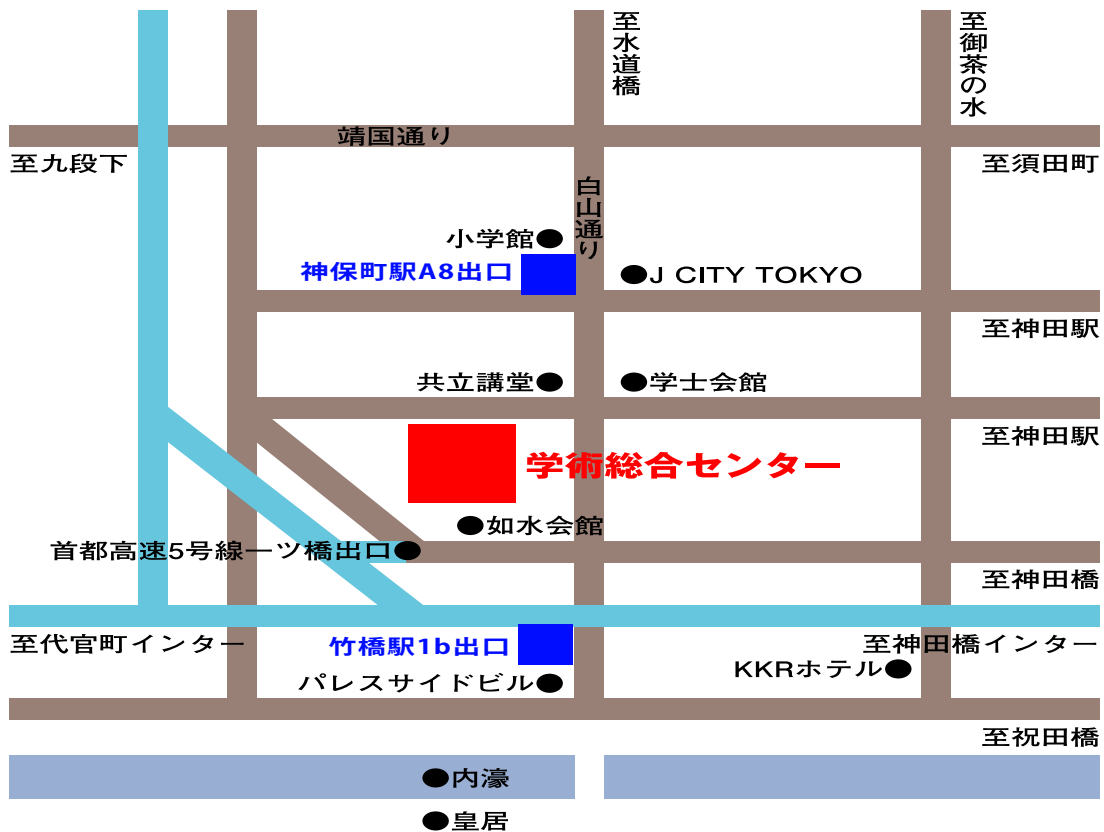 至水道橋
至御茶の水
靖国通り
至九段下
至須田町
白山通り
小学館
神保町駅A8出口
J CITY TOKYO
至神田駅
共立講堂
学士会館
至神田駅
学術総合センター
如水会館
首都高速5号線一ツ橋出口
至神田橋
至代官町インター
竹橋駅1b出口
至神田橋インター
KKRホテル
パレスサイドビル
至祝田橋
内濠
皇居